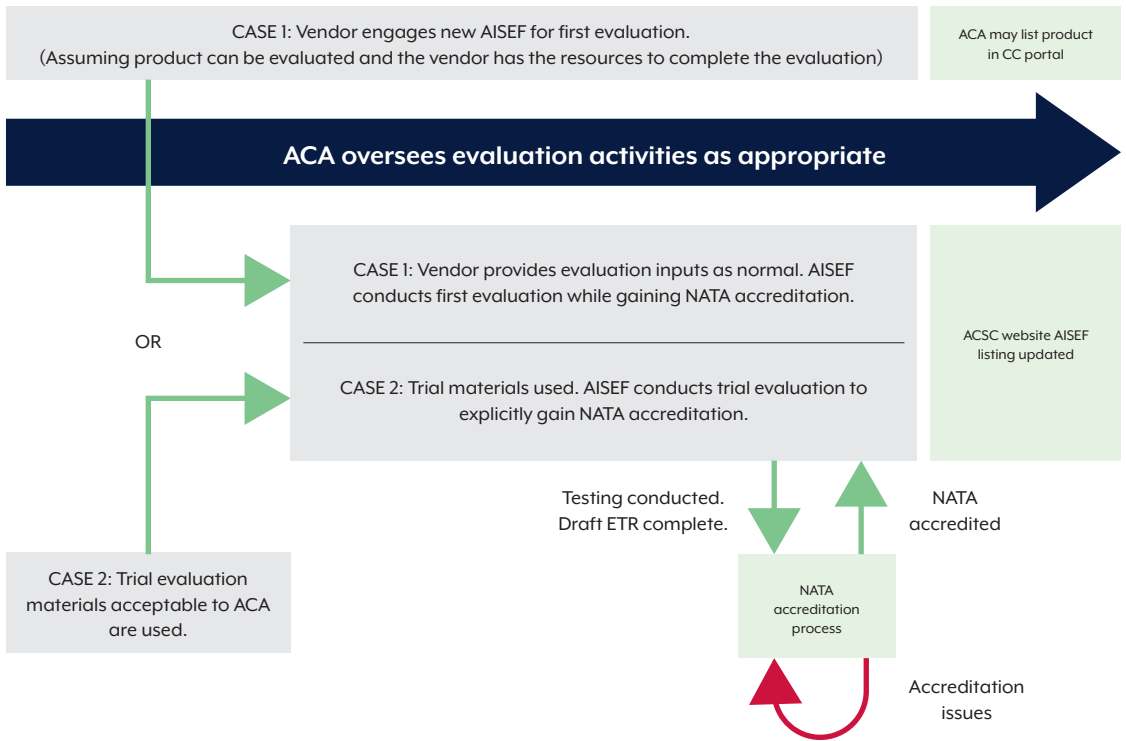 CASE 1: Vendor engages new AISEF for first evaluation.
(Assuming product can be evaluated and the vendor has the resources to complete the evaluation)
ACA may list product
in CC portal
ACA oversees evaluation activities as appropriate
CASE 1: Vendor provides evaluation inputs as normal. AISEF
conducts first evaluation while gaining NATA accreditation.
OR
CASE 2: Trial materials used. AISEF conducts trial evaluation to
explicitly gain NATA accreditation.
ACSC website AISEF
listing updated
Testing conducted.
Draft ETR complete.
NATA
accredited
CASE 2: Trial evaluation
materials acceptable to ACA
are used.
NATA
accreditation
process
Accreditation
issues